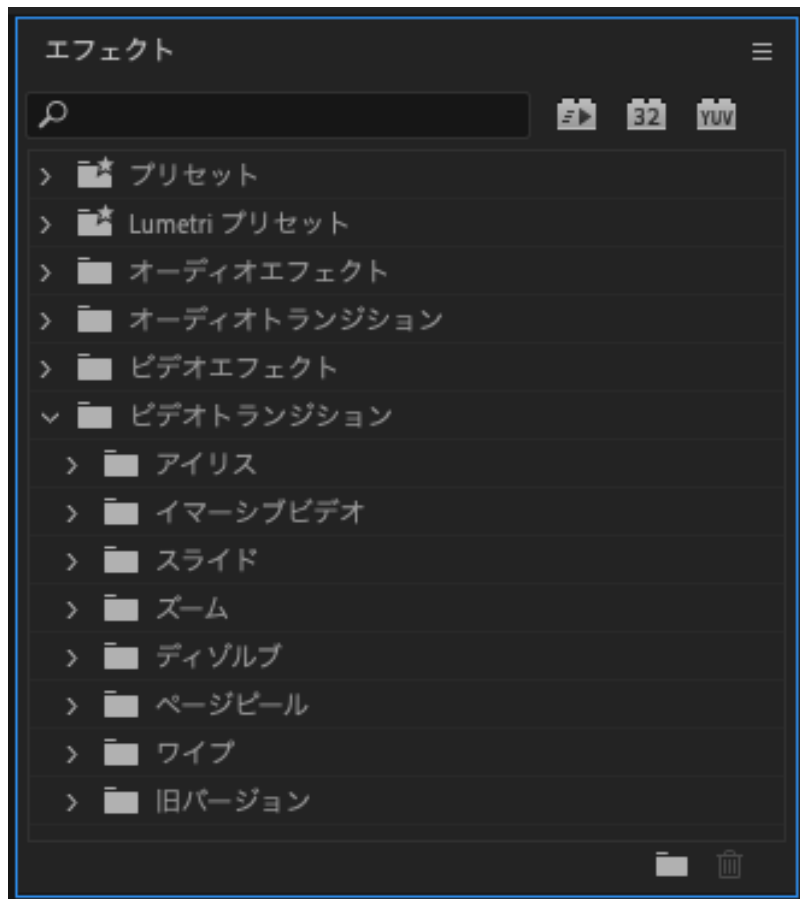 エフェクト
32 YUV
プリセット
Lumetri プリセット
オーディオエフェクト
オーディオトランジション
ビデオエフェクト
ビデオトランジション
アイリス
イマーシブビデオ
スライド
ズーム
ディゾルブ
ページピール
ワイプ
旧バージョン